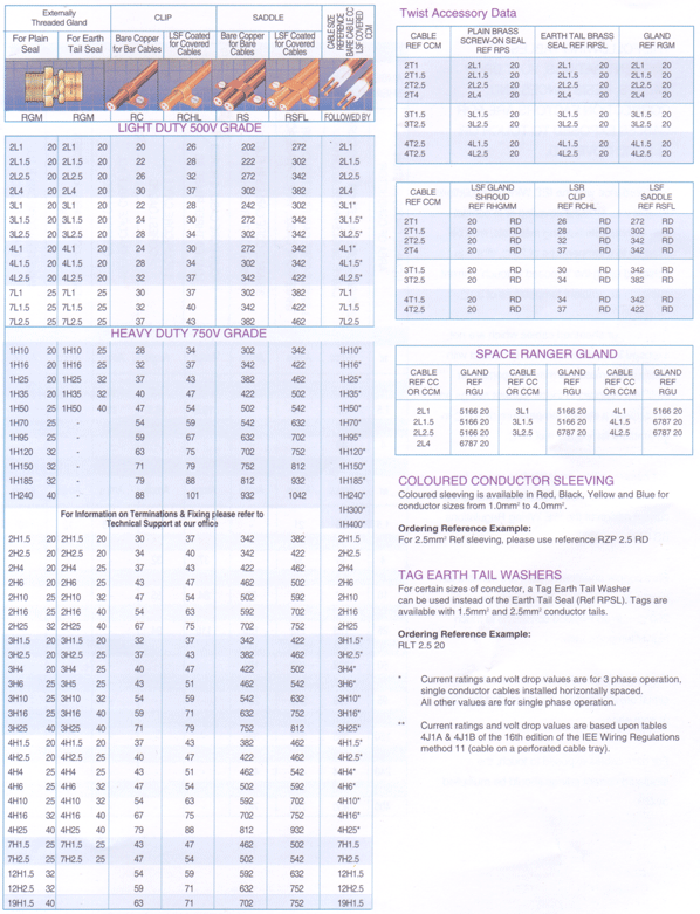 Externally Threaded Gland CLIP SADDLE CABLE SIZE REFERENCE BARE CABLE CC LSF COVERED CCM
For Plain Seal For Earth Tail Seal Bare Copper for Bar Cables LSF Coated for Covered Cables Bare Copper for Bare Cables LSF Coated for Covered Cables
RGM RGM RC RCHL RS RSFL FOLLOWED BY
LIGHT DUTY 500V GRADE
2L1 20 2L1 20 20 26 202 272 2L1
2L1.5 20 2L1.5 20 22 28 222 302 2L1.5
2L2.5 20 2L2.5 20 26 32 272 342 2L2.5
2L4 20 2L4 20 30 37 302 382 2L4
3L1 20 3L1 20 22 28 242 302 3L1*
3L1.5 20 3L1.5 20 24 30 272 342 3L1.5*
3L2.5 20 3L2.5 20 28 34 302 342 3L2.5*
4L1 20 4L1 20 24 30 272 342 4L1*
4L1.5 20 4L1.5 20 28 34 302 342 4L1.5*
4L2.5 20 4L2.5 20 32 37 342 422 4L2.5*
7L1 25 7L1 25 30 37 302 382 7L1
7L1.5 25 7L1.5 25 32 40 342 422 7L1.5
7L2.5 25 7L2.5 25 37 43 382 462 7L2.5
HEAVY DUTY 750V GRADE
1H10 20 1H10 25 28 34 302 342 1H10*
1H16 20 1H16 25 32 37 342 422 1H16*
1H25 20 1H25 32 37 43 382 462 1H25*
1H35 20 1H35 32 40 47 422 502 1H35*
1H50 25 1H50 40 47 54 502 542 1H50*
1H70 25 - 54 59 542 632 1H70*
1H95 25 - 59 67 632 702 1H95*
1H120 32 - 63 75 702 752 1H120*
1H150 32 - 71 79 752 812 1H150*
1H185 32 - 79 88 812 932 1H185*
1H240 40 - 88 101 932 1042 1H240*
For Information on Terminations & Fixing please refer to 1H300*
Technical Support at our office 1H400*
2H1.5 20 2H1.5 20 30 37 342 382 2H1.5
2H2.5 20 2H2.5 20 34 40 342 422 2H2.5
2H4 20 2H4 25 37 43 422 462 2H4
2H6 20 2H6 25 43 47 462 502 2H6
2H10 25 2H10 32 47 54 502 592 2H10
2H16 25 2H16 40 54 63 592 702 2H16
2H25 32 2H25 40 67 75 702 752 2H25
3H1.5 20 3H1.5 20 32 37 342 422 3H1.5*
3H2.5 20 3H2.5 25 37 43 382 462 3H2.5*
3H4 20 3H4 25 40 47 422 502 3H4*
3H6 25 3H5 25 43 51 462 542 3H6*
3H10 25 3H10 32 54 59 542 632 3H10*
3H16 25 3H16 40 59 71 632 752 3H16*
3H25 40 3H25 40 71 79 752 812 3H25*
4H1.5 20 4H1.5 20 37 43 382 462 4H1.5*
4H2.5 20 4H2.5 25 40 47 422 462 4H2.5*
4H4 25 4H4 25 43 51 462 542 4H4*
4H6 25 4H6 32 47 54 502 592 4H6*
4H10 25 4H10 32 54 63 592 702 4H10*
4H16 32 4H16 40 67 75 702 752 4H16*
4H25 40 4H25 40 79 88 812 932 4H25*
7H1.5 25 7H1.5 25 43 47 462 502 7H1.5
7H2.5 25 7H2.5 25 47 54 502 542 7H2.5
12H1.5 32 54 59 592 632 12H1.5
12H2.5 32 59 71 632 752 12H2.5
19H1.5 40 63 71 702 752 19H1.5
Twist Accessory Data
CABLE REF CCM PLAIN BRASS SCREW-ON SEAL REF RPS EARTH TAIL BRASS SEAL REF RPSL GLAND REF RGM
2T1 2L1 20 2L1 20 2L1 20
2T1.5 2L1.5 20 2L1.5 20 2L1.5 20
2T2.5 2L2.5 20 2L2.5 20 2L2.5 20
2T4 2L4 20 2L4 20 2L4 20
3T1.5 3L1.5 20 3L1.5 20 3L1.5 20
3T2.5 3L2.5 20 3L2.5 20 3L2.5 20
4T2.5 4L1.5 20 4L1.5 20 4L1.5 20
4T2.5 4L2.5 20 4L2.5 20 4L2.5 20
CABLE REF CCM LSF GLAND SHROUD REF RHGMM LSR CLIP REF RCHL LSF SADDLE REF RSFL
2T1 20 RD 26 RD 272 RD
2T1.5 20 RD 28 RD 302 RD
2T2.5 20 RD 32 RD 342 RD
2T4 20 RD 37 RD 342 RD
3T1.5 20 RD 30 RD 342 RD
3T2.5 20 RD 34 RD 382 RD
4T1.5 20 RD 34 RD 342 RD
4T2.5 20 RD 37 RD 422 RD
SPACE RANGER GLAND
CABLE REF CC OR CCM GLAND REF RGU CABLE REF CC OR CCM GLAND REF RGU CABLE REF CC OR CCM GLAND REF RGU
2L1 5166 20 3L1 5166 20 4L1 5166 20
2L1.5 5166 20 3L1.5 5166 20 4L1.5 6787 20
2L2.5 5166 20 3L2.5 6787 20 4L2.5 6787 20
2L4 6787 20
COLOURED CONDUCTOR SLEEVING
Coloured sleeving is available in Red, Black, Yellow and Blue for
conductor sizes from 1.0mm² to 4.0mm².
Ordering Reference Example:
For 2.5mm² Ref sleeving, please use reference RZP 2.5 RD
TAG EARTH TAIL WASHERS
For certain sizes of conductor, a Tag Earth Tail Washer
can be used instead of the Earth Tail Seal (Ref RPSL). Tags are
available with 1.5mm² and 2.5mm² conductor tails.
Ordering Reference Example:
RLT 2.5 20
* Current ratings and volt drop values are for 3 phase operation,
single conductor cables installed horizontally spaced.
All other values are for single phase operation.
** Current ratings and volt drop values are based upon tables
4J1A & 4J1B of the 16th edition of the IEE Wiring Regulations
method 11 (cable on a perforated cable tray).